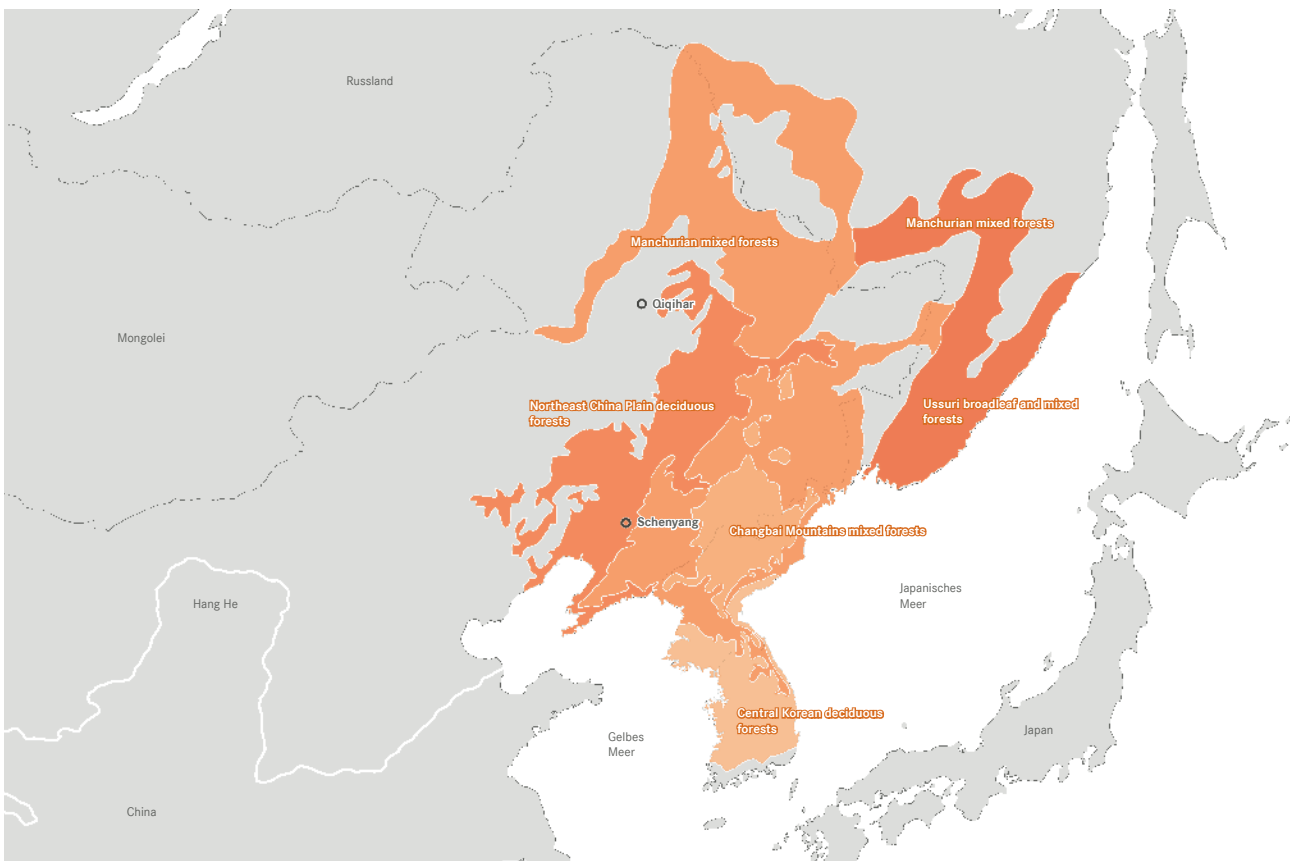 Russland
Manchurian mixed forests
Manchurian mixed forests
Qiqihar
Mongolei
Northeast China Plain deciduous
forests
Ussuri broadleaf and mixed
forests
Schenyang
Changbai Mountains mixed forests
Japanisches
Meer
Hang He
Central Korean deciduous
forests
Gelbes
Meer
Japan
China